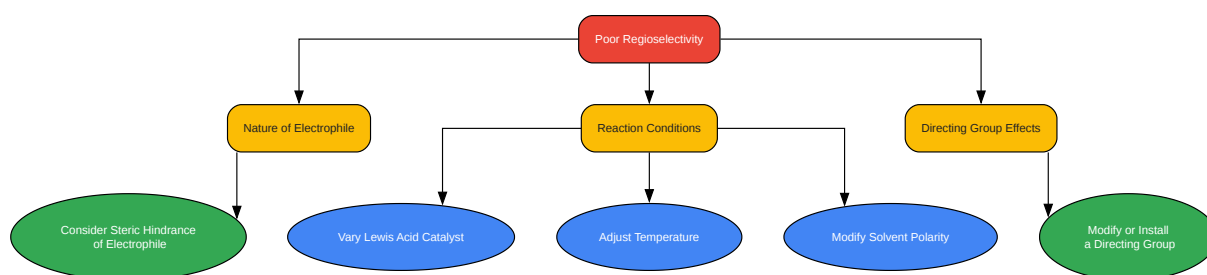 Poor Regioselectivity
Nature of Electrophile
Reaction Conditions
Directing Group Effects
Consider Steric Hindrance
of Electrophile
Vary Lewis Acid Catalyst
Adjust Temperature
Modify Solvent Polarity
Modify or Install
a Directing Group